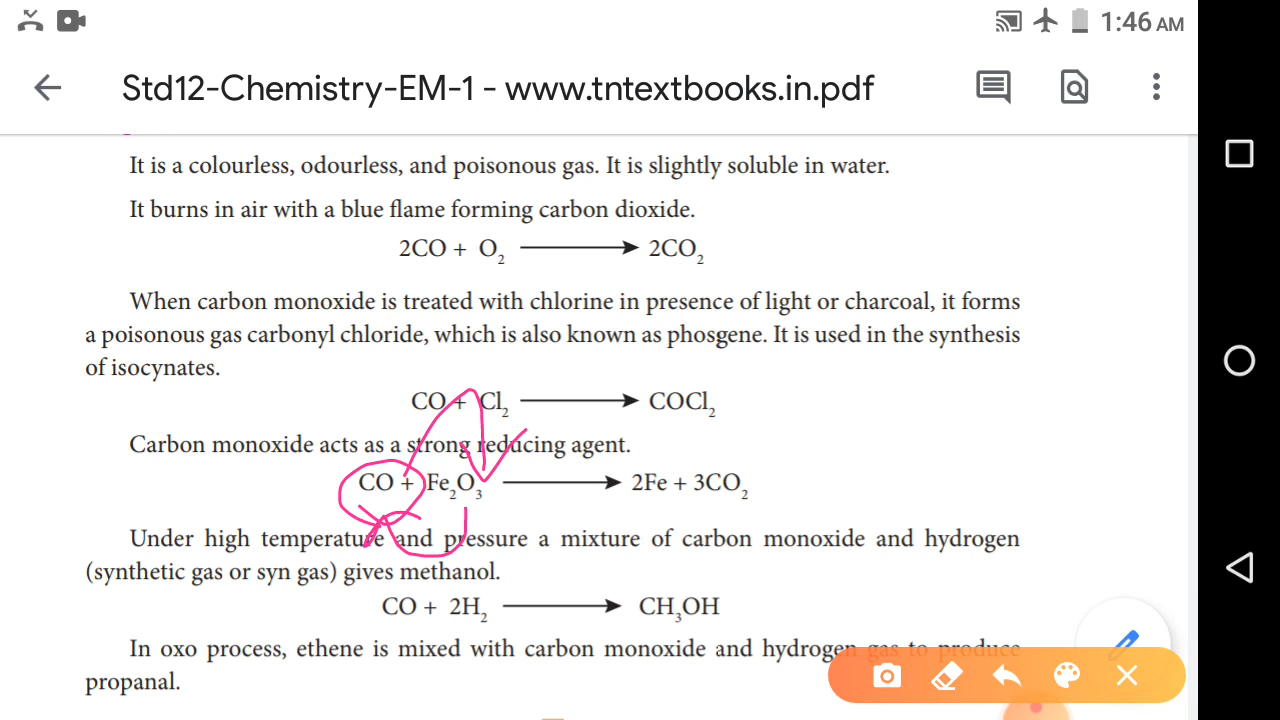 1:46 AM
Std12-Chemistry-EM-1 - www.tntextbooks.in.pdf
It is a colourless, odourless, and poisonous gas. It is slightly soluble in water.
It burns in air with a blue flame forming carbon dioxide.
2CO + O₂ ⟶ 2CO₂
When carbon monoxide is treated with chlorine in presence of light or charcoal, it forms
a poisonous gas carbonyl chloride, which is also known as phosgene. It is used in the synthesis
of isocynates.
CO + Cl₂ ⟶ COCl₂
Carbon monoxide acts as a strong reducing agent.
CO + Fe₂O₃ ⟶ 2Fe + 3CO₂
Under high temperature and pressure a mixture of carbon monoxide and hydrogen
(synthetic gas or syn gas) gives methanol.
CO + 2H₂ ⟶ CH₃OH
In oxo process, ethene is mixed with carbon monoxide and hydrogen gas to produce
propanal.